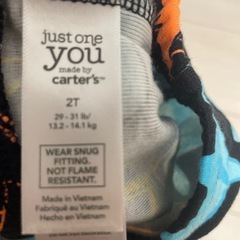 just one
you
made by
carter's™
2T
29 - 31 lb/
13.2 - 14.1 kg
WEAR SNUG
FITTING.
NOT FLAME
RESISTANT.
Made in Vietnam
Fabriqué au Vietnam
Hecho en Vietnam